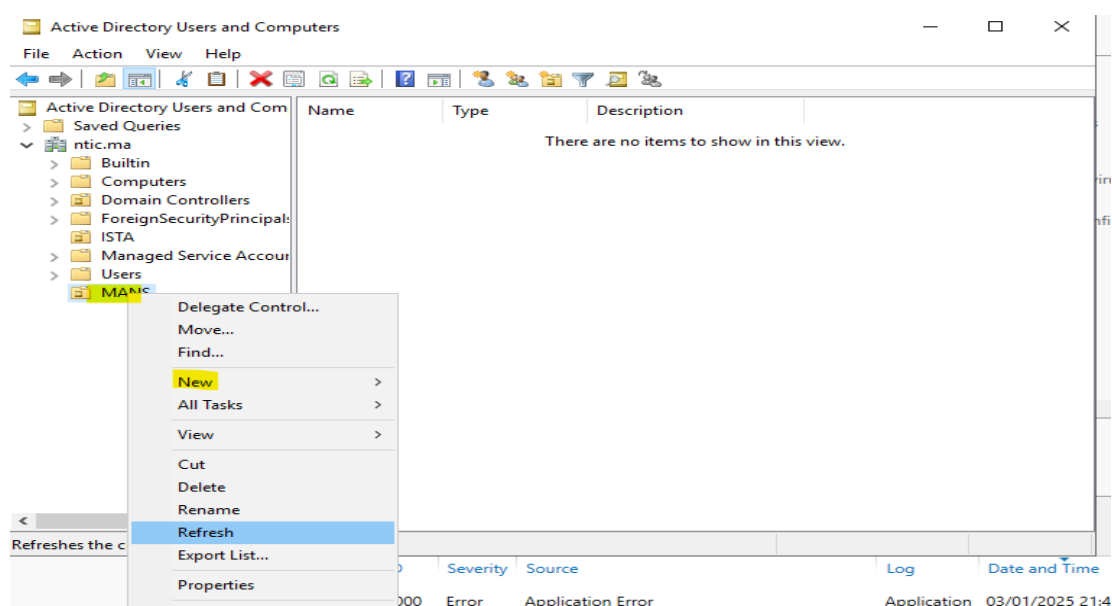 Active Directory Users and Computers
File Action View Help
Active Directory Users and Com
Saved Queries
ntic.ma
Builtin
Computers
Domain Controllers
ForeignSecurityPrincipals
ISTA
Managed Service Accour
Users
MANS
Name Type Description
There are no items to show in this view.
Delegate Control...
Move...
Find...
New
All Tasks
View
Cut
Delete
Rename
Refresh
Export List...
Properties
Refreshes the c
Severity Source Log Date and Time
000 Error Application Error Application 03/01/2025 21:4